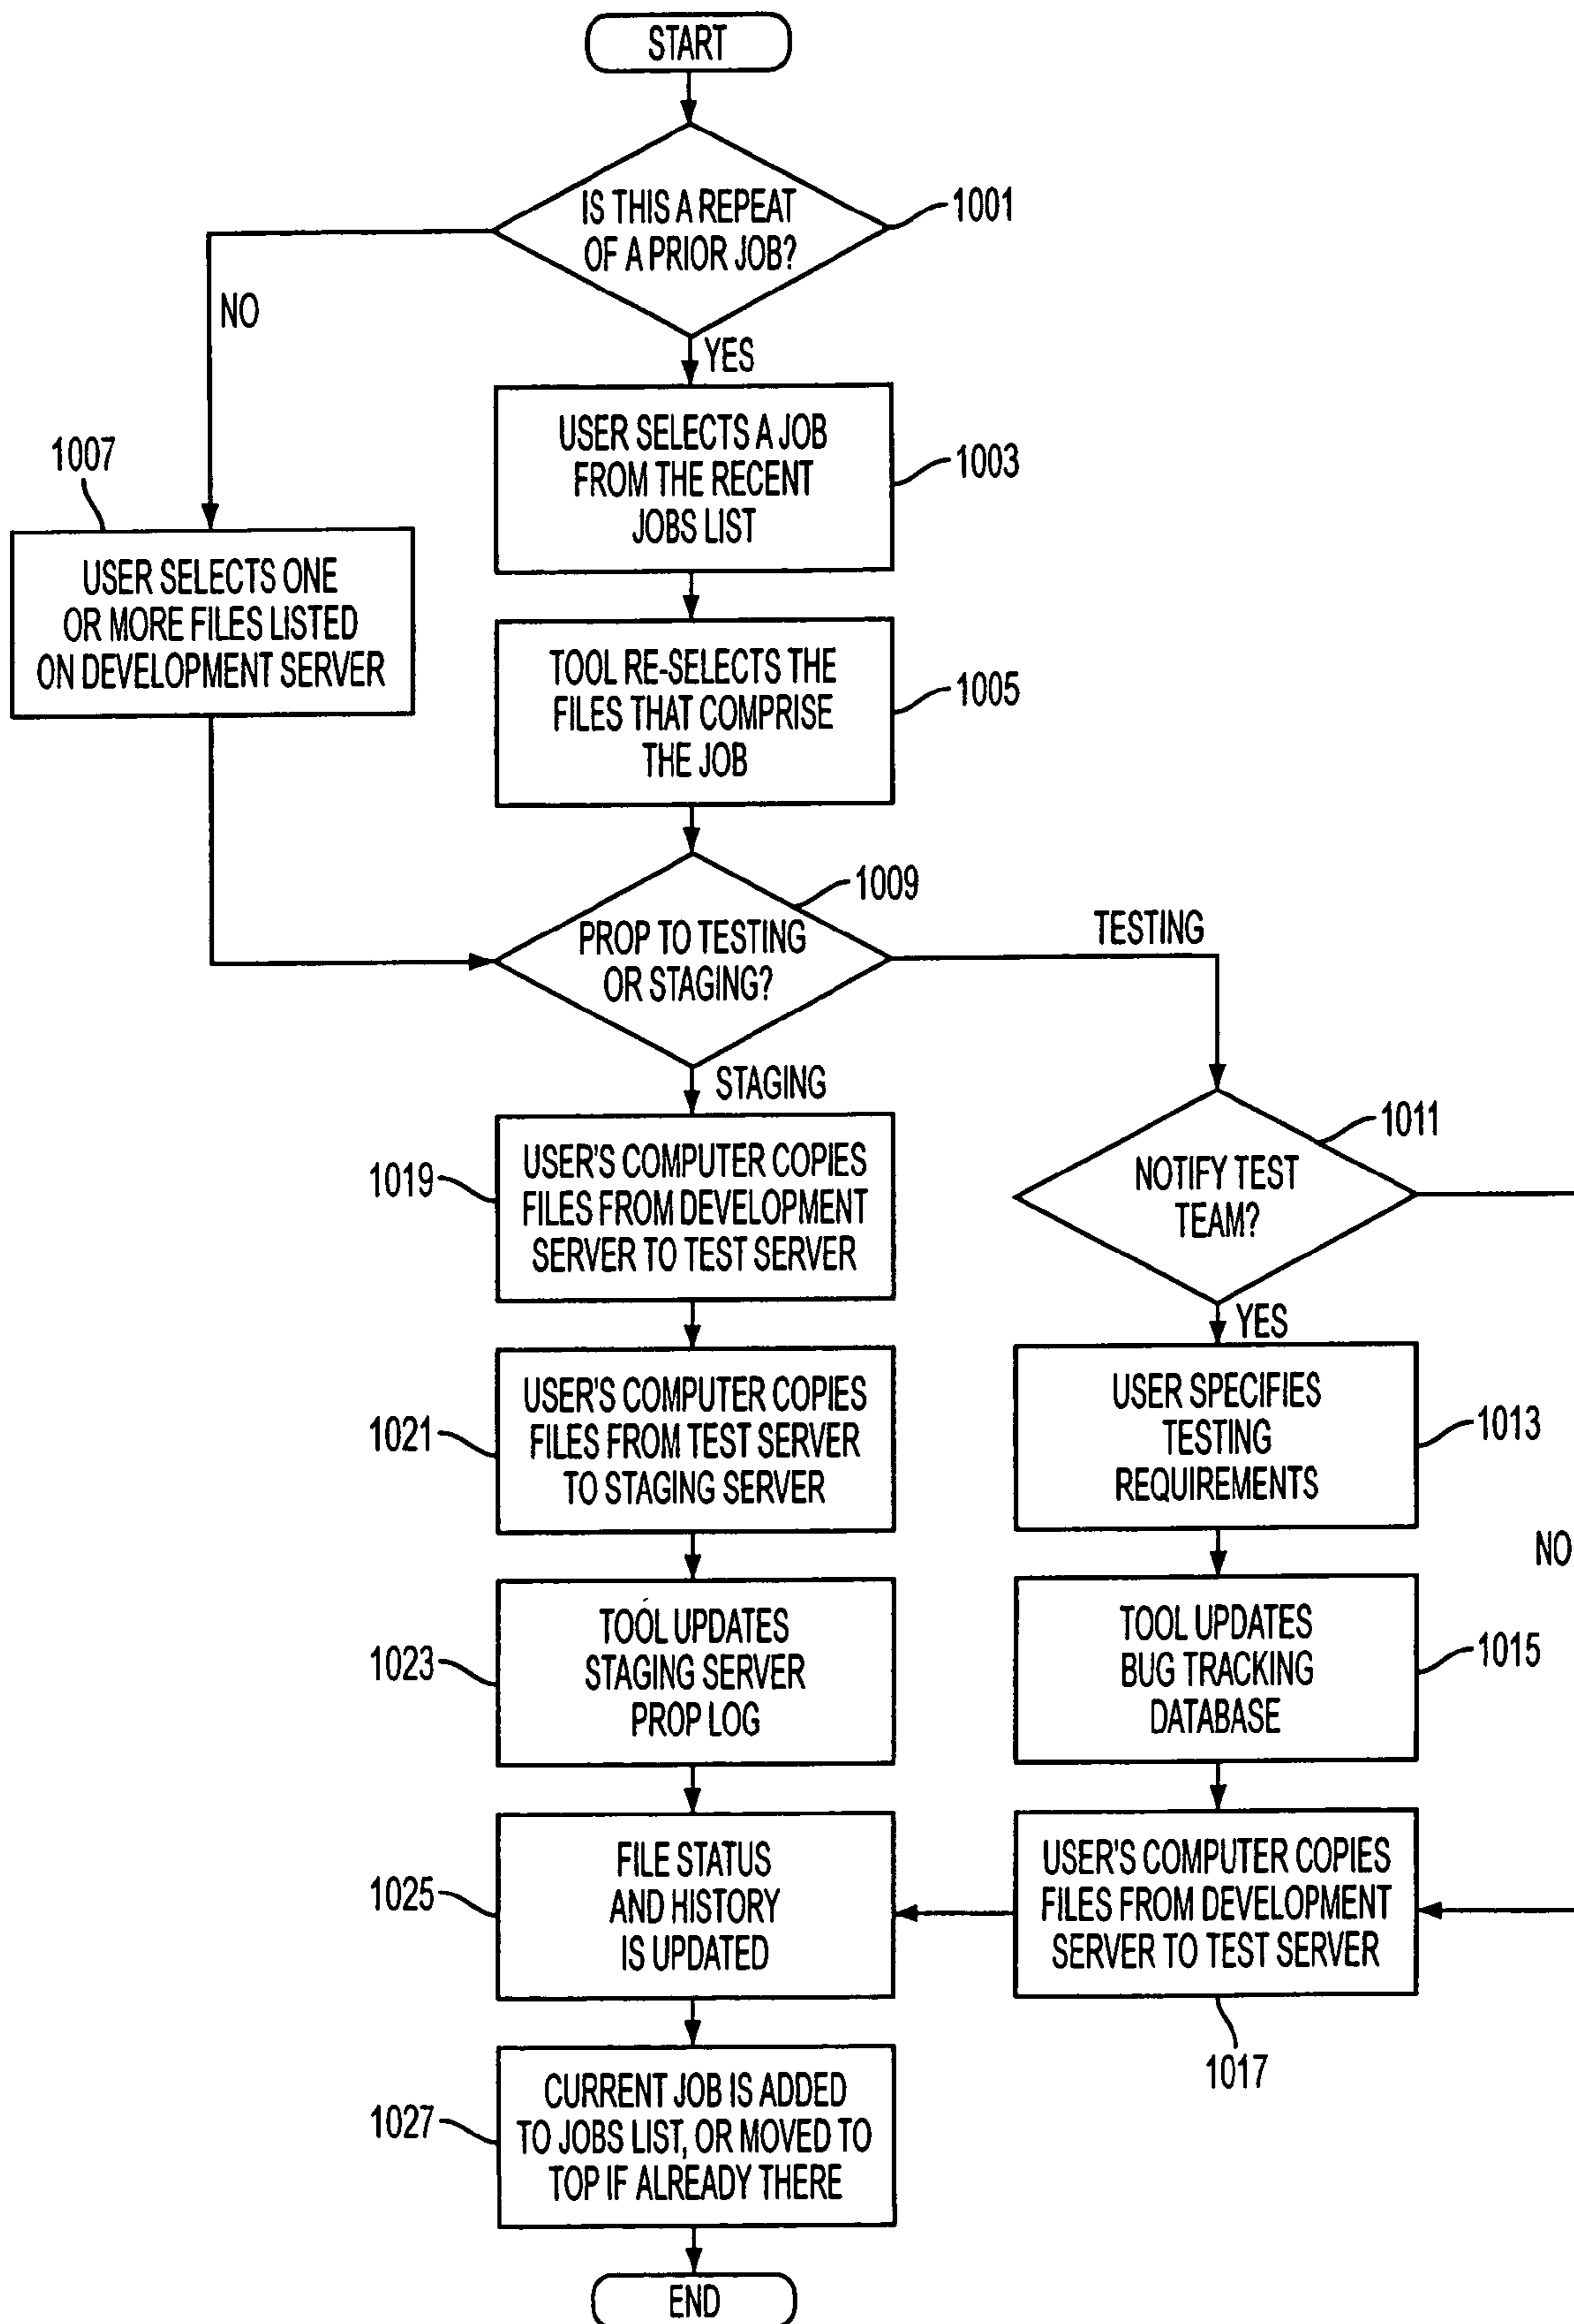 START
IS THIS A REPEAT
OF A PRIOR JOB?
1001
NO
YES
USER SELECTS A JOB
FROM THE RECENT
JOBS LIST
1003
1007
USER SELECTS ONE
OR MORE FILES LISTED
ON DEVELOPMENT SERVER
TOOL RE-SELECTS THE
FILES THAT COMPRISE
THE JOB
1005
PROP TO TESTING
OR STAGING?
1009
TESTING
STAGING
NOTIFY TEST
TEAM?
1011
1019
USER'S COMPUTER COPIES
FILES FROM DEVELOPMENT
SERVER TO TEST SERVER
YES
1021
USER'S COMPUTER COPIES
FILES FROM TEST SERVER
TO STAGING SERVER
USER SPECIFIES
TESTING
REQUIREMENTS
1013
NO
1023
TOOL UPDATES
STAGING SERVER
PROP LOG
TOOL UPDATES
BUG TRACKING
DATABASE
1015
1025
FILE STATUS
AND HISTORY
IS UPDATED
USER'S COMPUTER COPIES
FILES FROM DEVELOPMENT
SERVER TO TEST SERVER
1017
1027
CURRENT JOB IS ADDED
TO JOBS LIST, OR MOVED TO
TOP IF ALREADY THERE
END